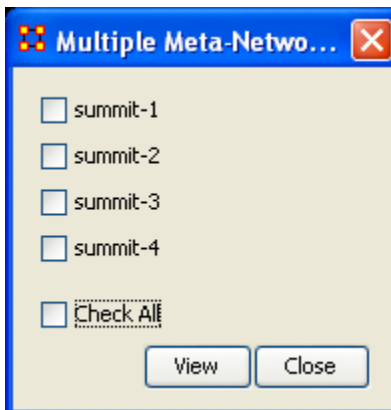 Multiple Meta-Netwo...
summit-1
summit-2
summit-3
summit-4
Check All
View Close